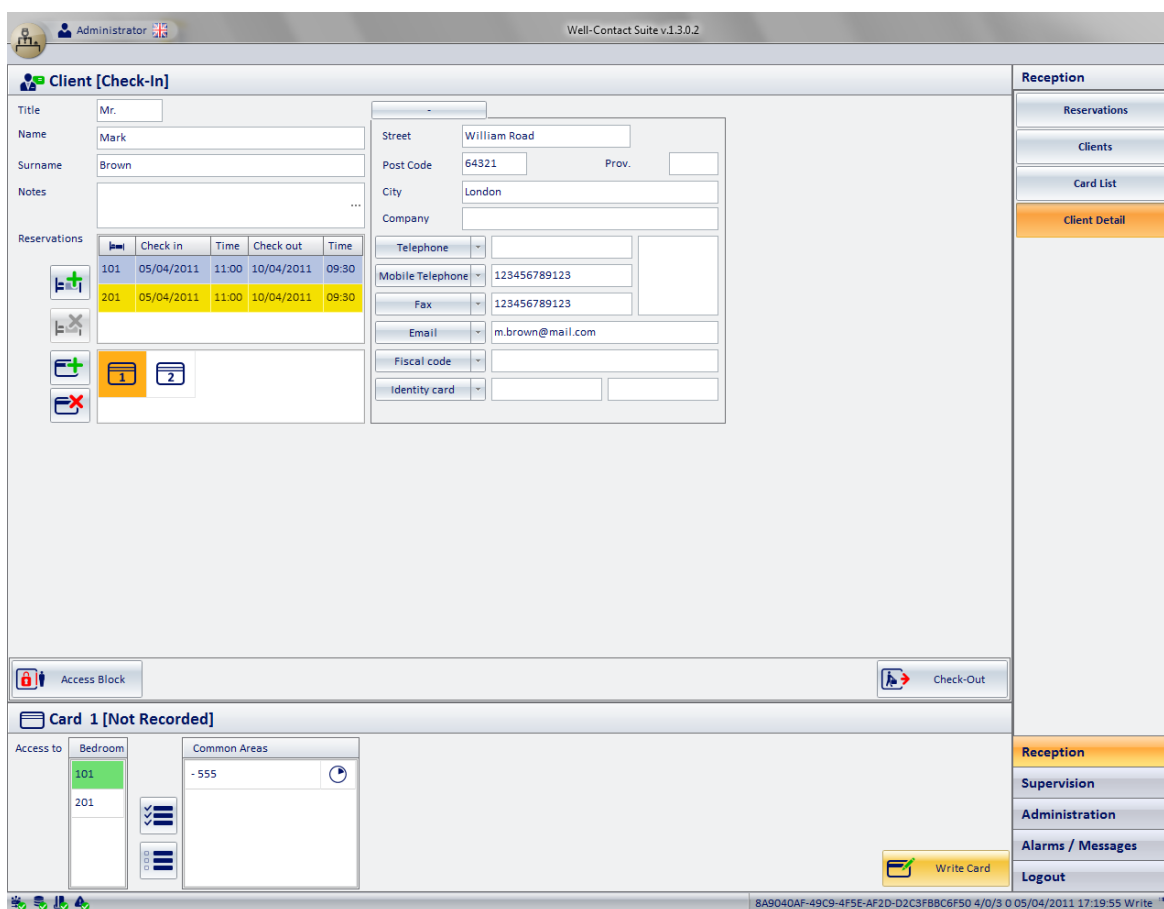 Administrator
Well-Contact Suite v.1.3.0.2
Client [Check-In]
Title Mr.
Name Mark
Surname Brown
Notes
...
-
Street William Road
Post Code 64321 Prov.
City London
Company
Telephone
Mobile Telephone 123456789123
Fax 123456789123
Email m.brown@mail.com
Fiscal code
Identity card
Reservations
Check in Time Check out Time
101 05/04/2011 11:00 10/04/2011 09:30
201 05/04/2011 11:00 10/04/2011 09:30
1 2
Access Block
Check-Out
Card 1 [Not Recorded]
Access to Bedroom Common Areas
101 - 555
201
Write Card
Reception
Reservations
Clients
Card List
Client Detail
Reception
Supervision
Administration
Alarms / Messages
Logout
8A9040AF-49C9-4F5E-AF2D-D2C3FBBC6F50 4/0/3 0 05/04/2011 17:19:55 Write